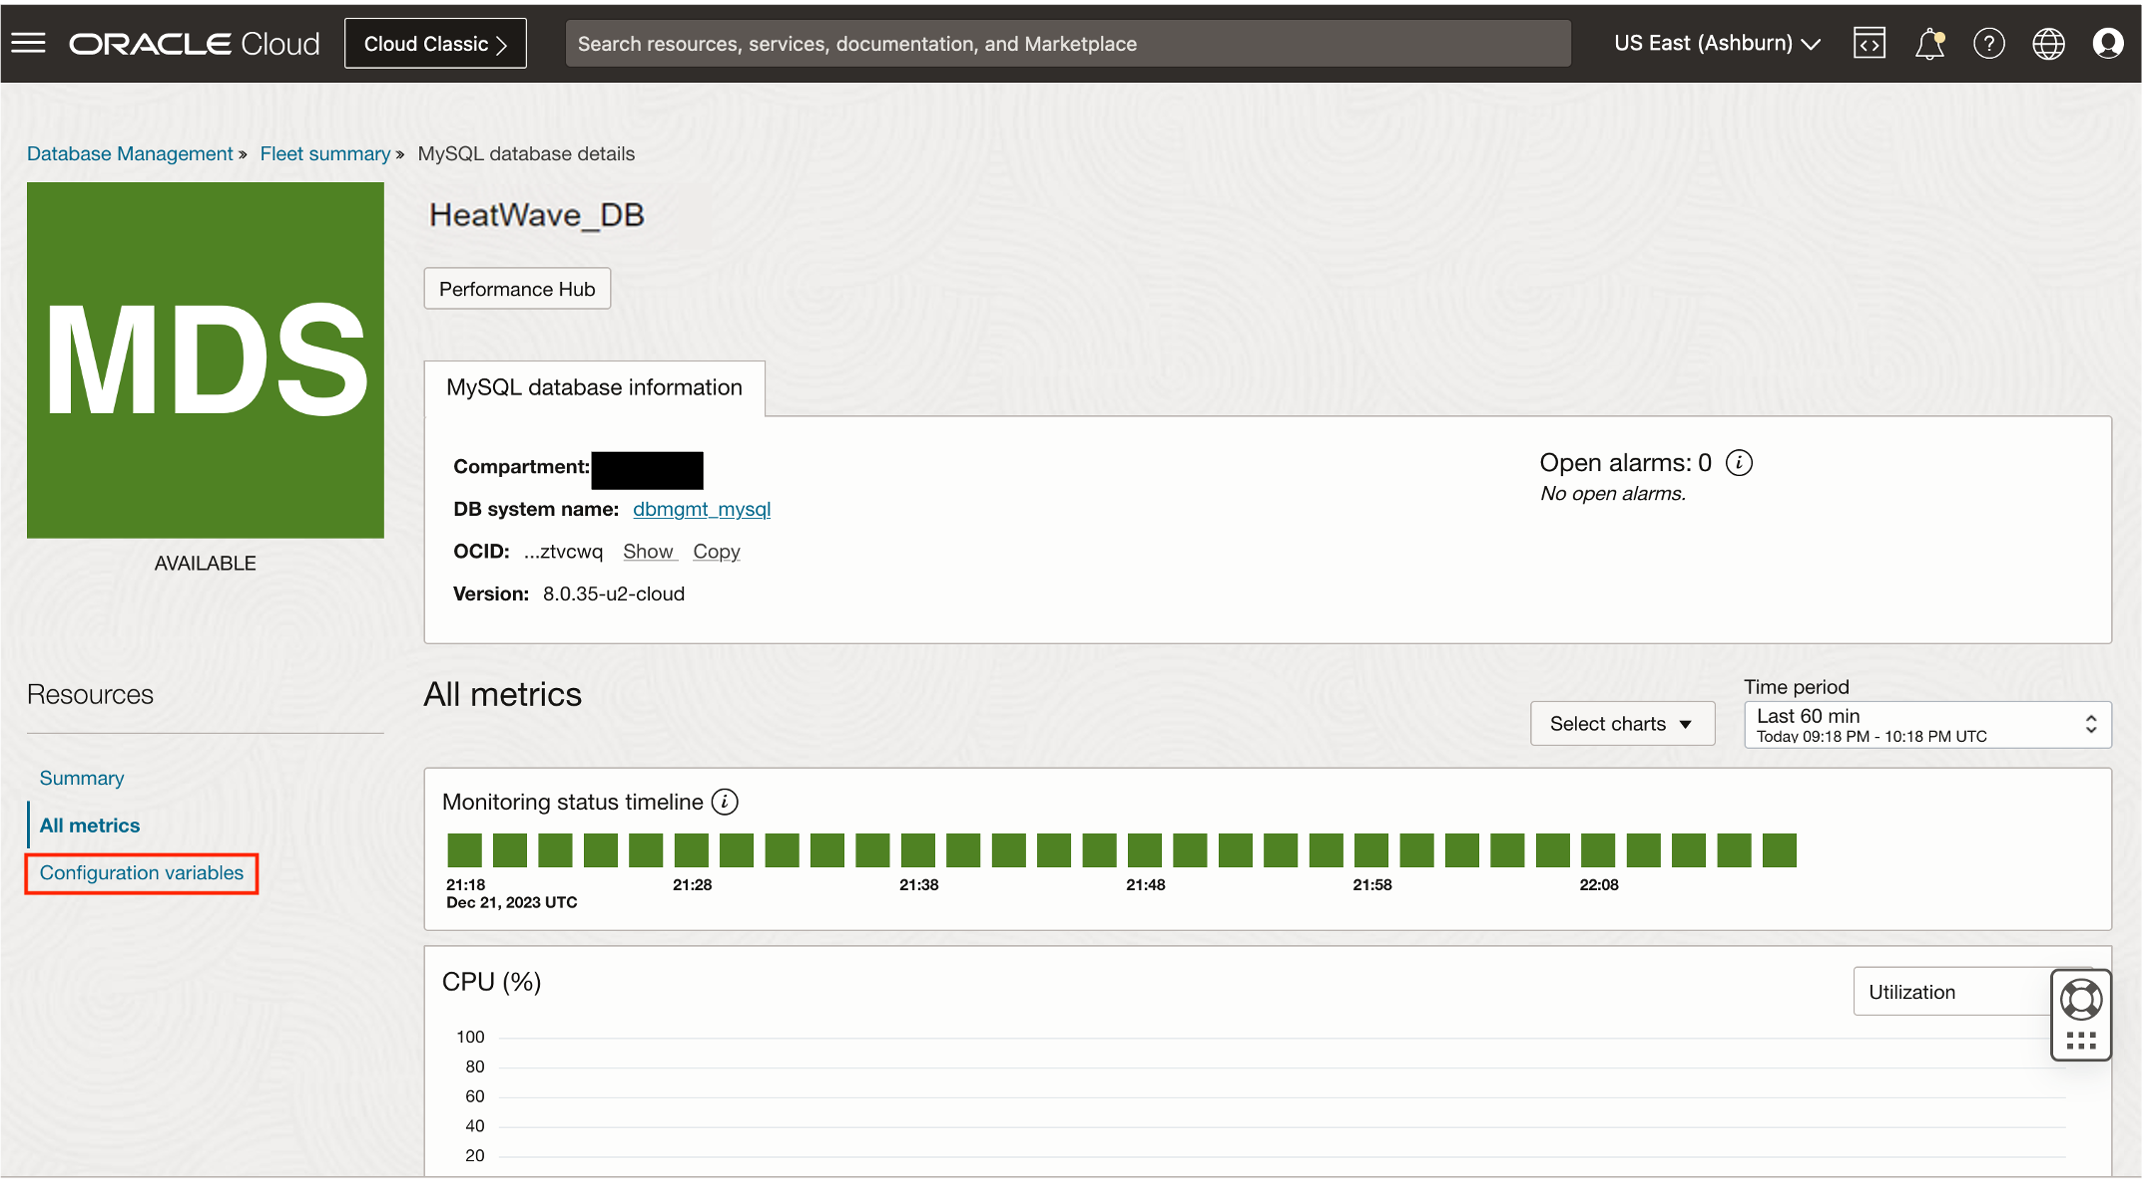 ORACLE Cloud
Cloud Classic
Search resources, services, documentation, and Marketplace
US East (Ashburn)
Database Management » Fleet summary » MySQL database details
MDS
AVAILABLE
HeatWave_DB
Performance Hub
MySQL database information
Compartment:
DB system name: dbmgmt_mysql
OCID: ...ztvcwq Show Copy
Version: 8.0.35-u2-cloud
Open alarms: 0
No open alarms.
Resources
Summary
All metrics
Configuration variables
All metrics
Select charts
Time period
Last 60 min
Today 09:18 PM - 10:18 PM UTC
Monitoring status timeline
21:18 21:28 21:38 21:48 21:58 22:08
Dec 21, 2023 UTC
CPU (%)
Utilization
100
80
60
40
20